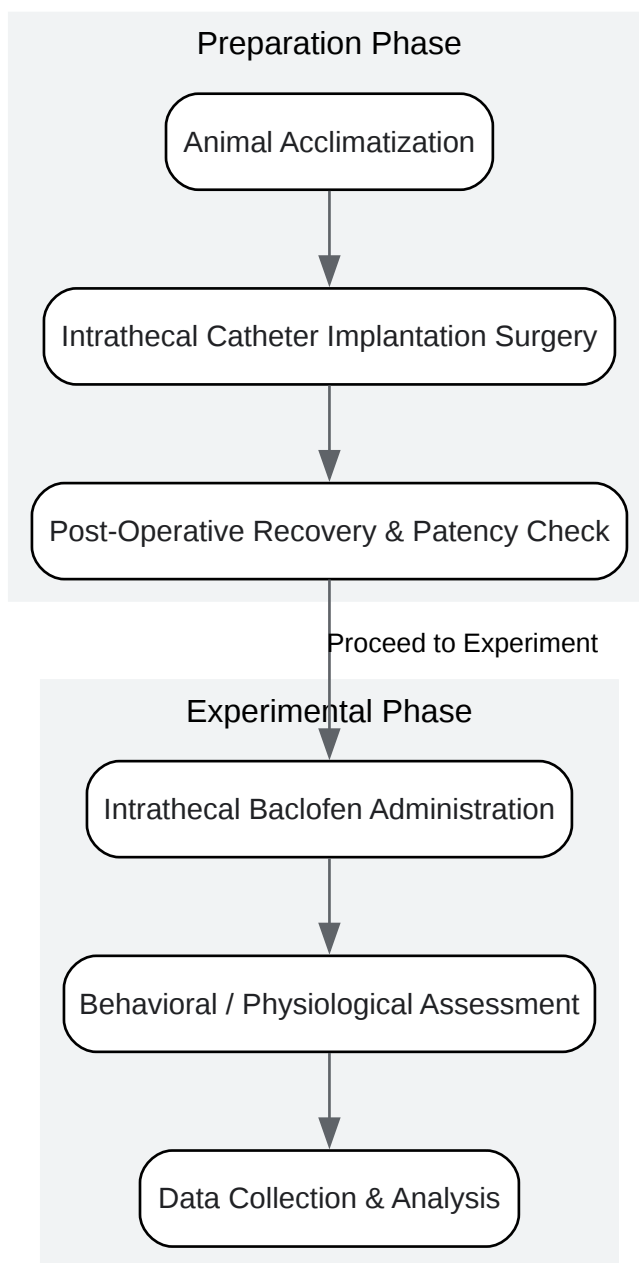 Preparation Phase
Animal Acclimatization
Intrathecal Catheter Implantation Surgery
Post-Operative Recovery & Patency Check
Proceed to Experiment
Experimental Phase
Intrathecal Baclofen Administration
Behavioral / Physiological Assessment
Data Collection & Analysis